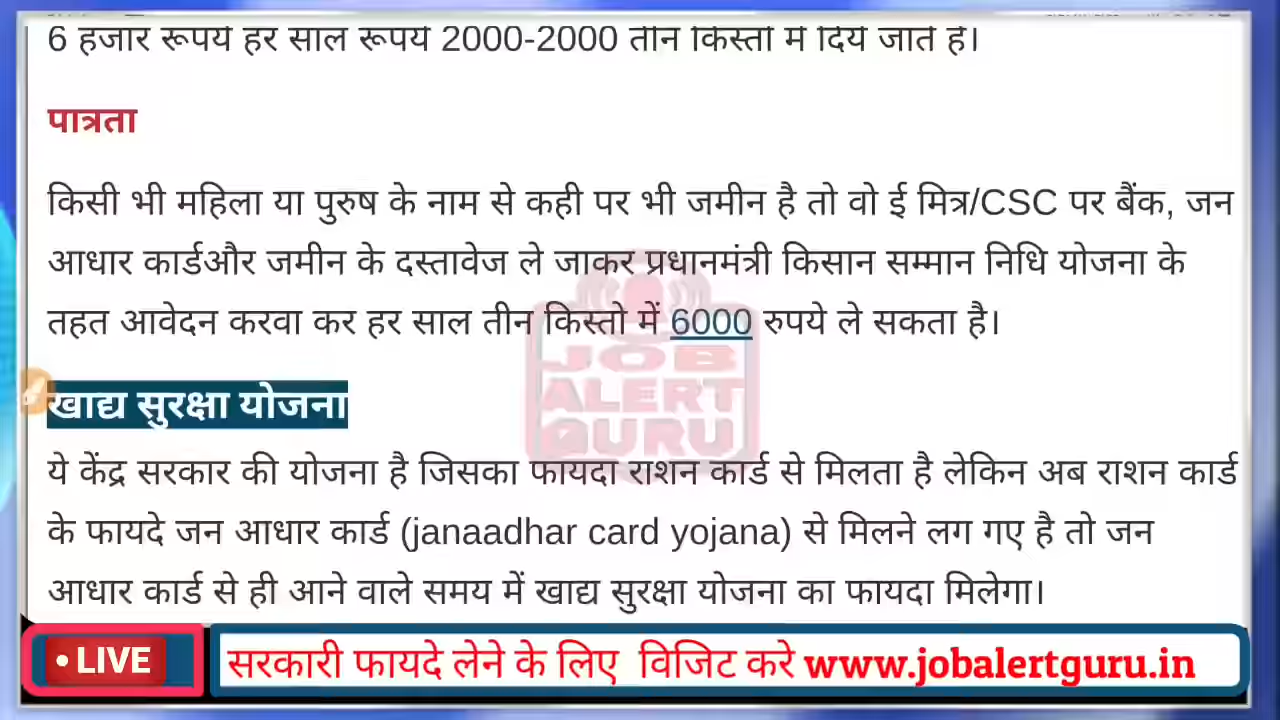 6 हजार रूपये हर साल रूपये 2000-2000 तीन किस्तों में दिये जाते हैं।
पात्रता
किसी भी महिला या पुरुष के नाम से कही पर भी जमीन है तो वो ई मित्र/CSC पर बैंक, जन
आधार कार्डऔर जमीन के दस्तावेज ले जाकर प्रधानमंत्री किसान सम्मान निधि योजना के
तहत आवेदन करवा कर हर साल तीन किस्तो में 6000 रुपये ले सकता है।
खाद्य सुरक्षा योजना
ये केंद्र सरकार की योजना है जिसका फायदा राशन कार्ड से मिलता है लेकिन अब राशन कार्ड
के फायदे जन आधार कार्ड (janaadhar card yojana) से मिलने लग गए है तो जन
आधार कार्ड से ही आने वाले समय में खाद्य सुरक्षा योजना का फायदा मिलेगा।
JOB
ALERT
GURU
• LIVE
सरकारी फायदे लेने के लिए विजिट करे www.jobalertguru.in